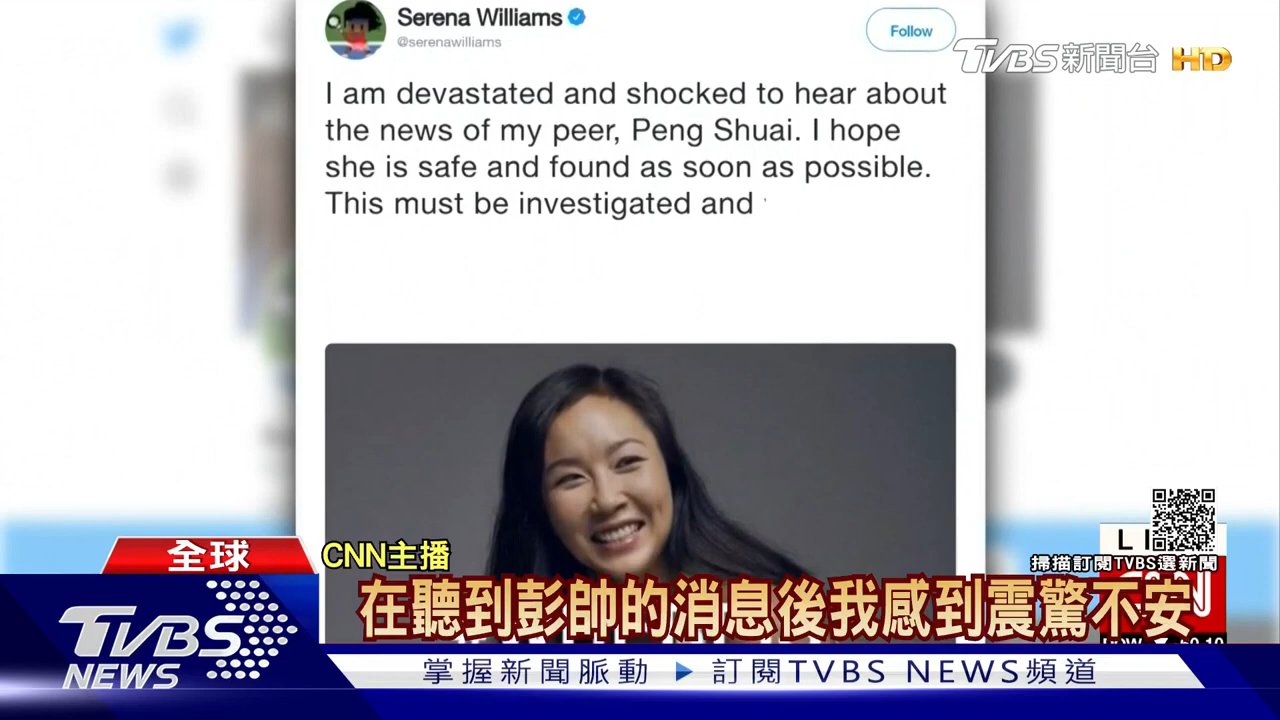 Serena Williams
@serenawilliams
Follow
TVBS新聞台 HD
I am devastated and shocked to hear about
the news of my peer, Peng Shuai. I hope
she is safe and found as soon as possible.
This must be investigated and
全球
CNN主播
掃描訂閱TVBS選新聞
在聽到彭帥的消息後我感到震驚不安
TVBS
NEWS
掌握新聞脈動 ▶ 訂閱TVBS NEWS頻道